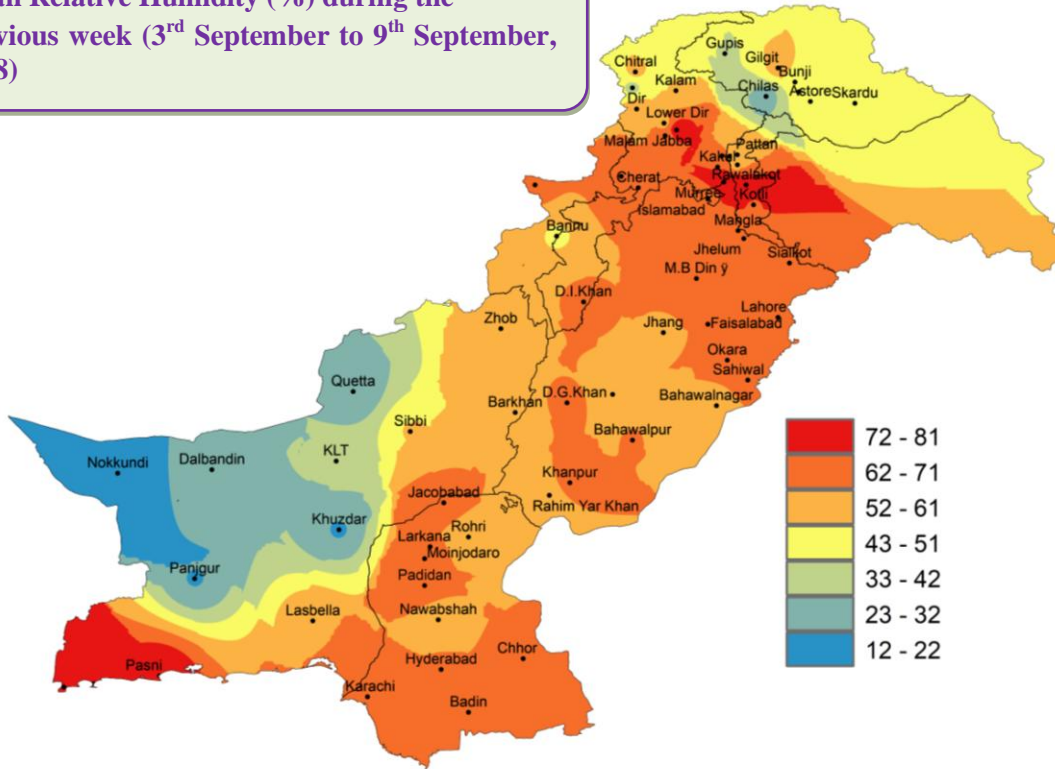 Relative Humidity (%) during the
week (3rd September to 9th September,
8)
Gupis
Gilgit
Chitral
Bunji
Kalam
Chilas
Astore Skardu
Dir
Lower Dir
Malam Jabba
Pattan
Cherat
Rawalakot
Murree
Kotli
Islamabad
Bannu
Mangla
Jhelum
Sialkot
M.B Din ÿ
D.I.Khan
Lahore
Zhob
Jhang
Faisalabad
Okara
Sahiwal
Quetta
D.G.Khan
Barkhan
Bahawalnagar
Sibbi
Bahawalpur
72 - 81
KLT
Nokkundi
Dalbandin
62 - 71
Khanpur
Jacobabad
Rahim Yar Khan
52 - 61
Khuzdar
Rohri
Larkana
43 - 51
Moinjodaro
Panjgur
Padidan
33 - 42
Lasbella
Nawabshah
23 - 32
Chhor
12 - 22
Pasni
Hyderabad
Karachi
Badin